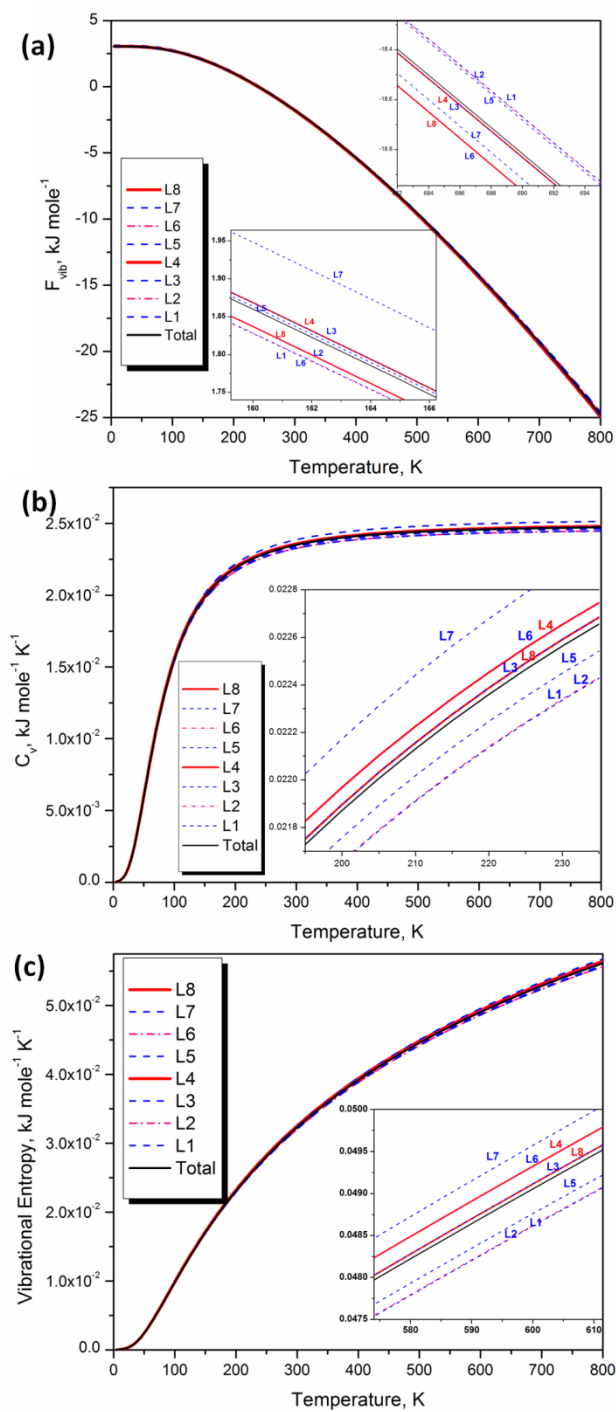 (a)
5
0
-5
-10
-15
-20
-25
F_vib, kJ mole⁻¹
L8
L7
L6
L5
L4
L3
L2
L1
Total
-18.4
-18.6
-18.8
682 684 686 688 690 692 694
L2
L1
L4
L5
L3
L8
L7
L6
1.95
1.90
1.85
1.80
1.75
160 162 164 166
L7
L5
L4
L3
L8
L2
L1
L6
0 100 200 300 400 500 600 700 800
Temperature, K
(b)
2.5x10⁻²
2.0x10⁻²
1.5x10⁻²
1.0x10⁻²
5.0x10⁻³
0.0
C_v, kJ mole⁻¹ K⁻¹
L8
L7
L6
L5
L4
L3
L2
L1
Total
0.0228
0.0226
0.0224
0.0222
0.0220
0.0218
200 210 220 230
L7
L6
L4
L8
L3
L5
L2
L1
0 100 200 300 400 500 600 700 800
Temperature, K
(c)
5.0x10⁻²
4.0x10⁻²
3.0x10⁻²
2.0x10⁻²
1.0x10⁻²
0.0
Vibrational Entropy, kJ mole⁻¹ K⁻¹
L8
L7
L6
L5
L4
L3
L2
L1
Total
0.0500
0.0495
0.0490
0.0485
0.0480
0.0475
580 590 600 610
L7
L6
L4
L8
L3
L5
L2
L1
0 100 200 300 400 500 600 700 800
Temperature, K